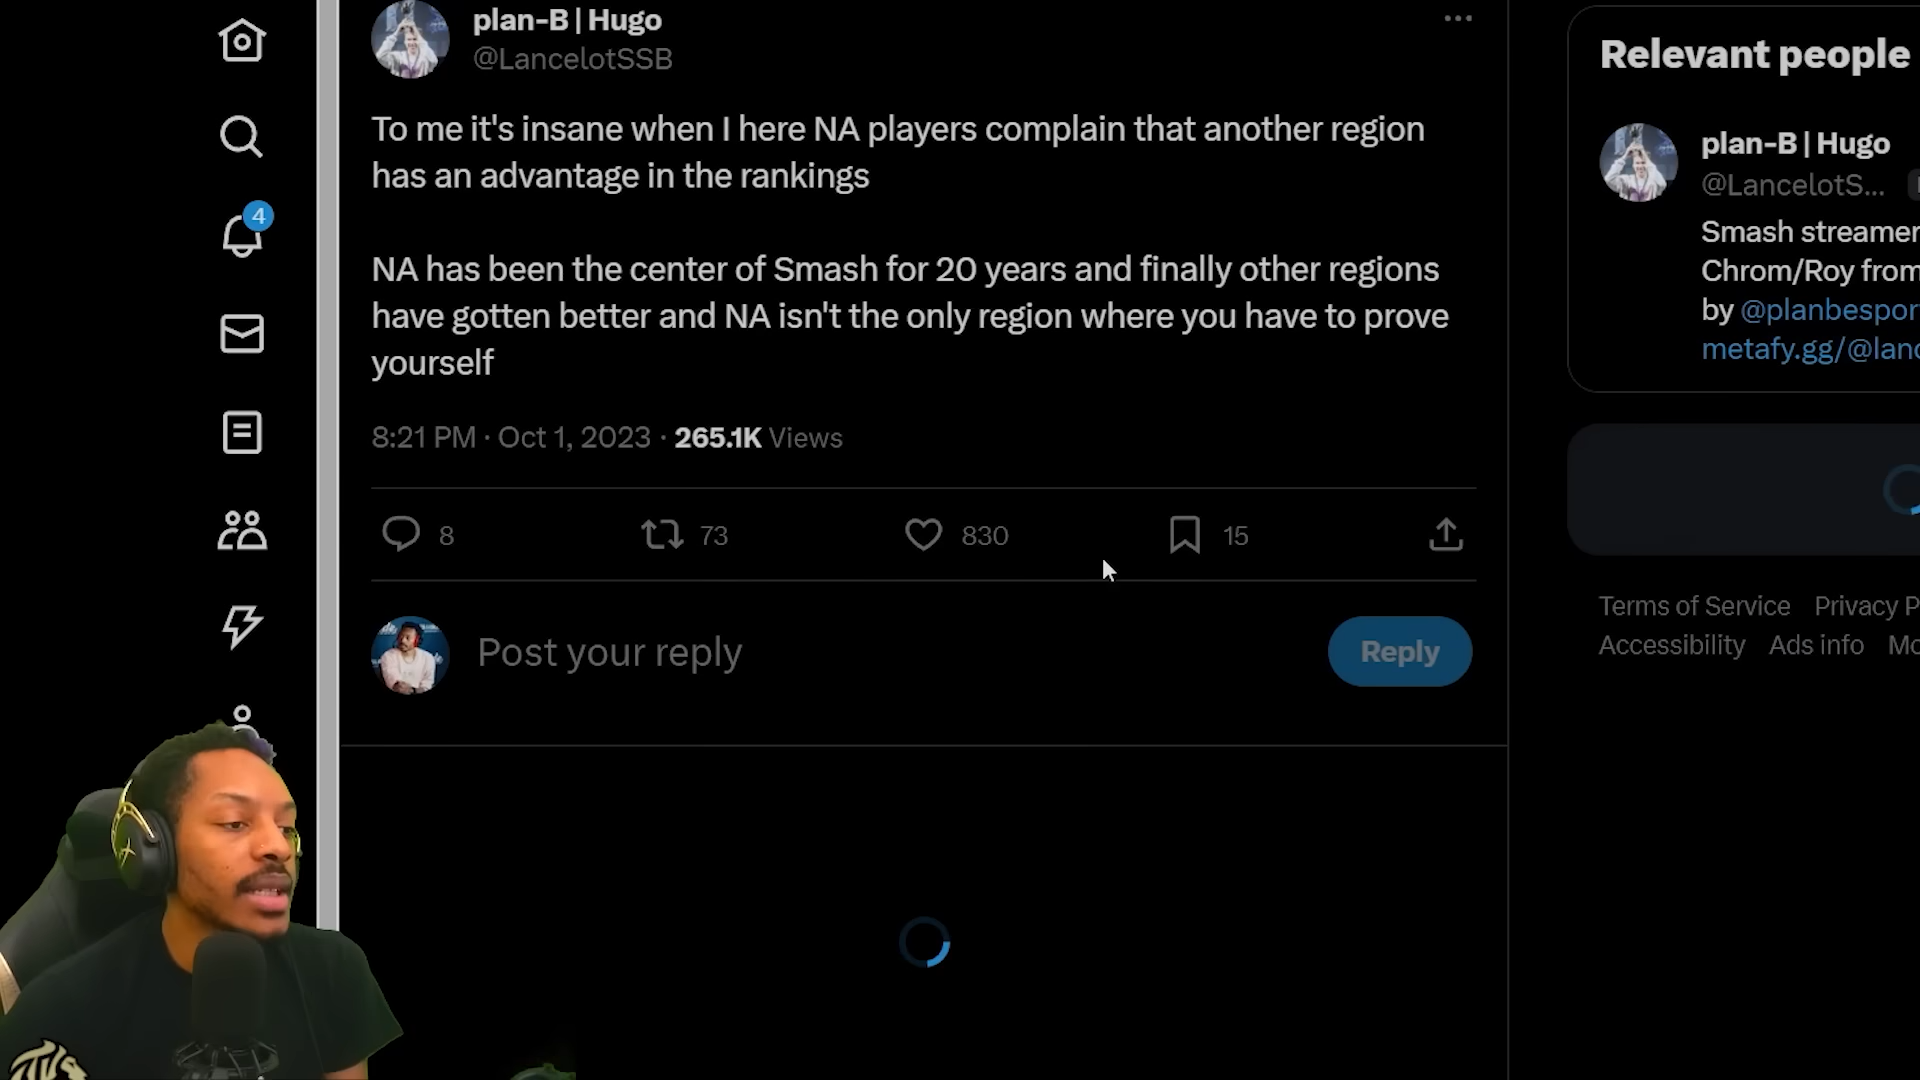 plan-B | Hugo
@LancelotSSB
To me it's insane when I here NA players complain that another region
has an advantage in the rankings
NA has been the center of Smash for 20 years and finally other regions
have gotten better and NA isn't the only region where you have to prove
yourself
8:21 PM · Oct 1, 2023 · 265.1K Views
8 73 830 15
Post your reply
Reply
4
Relevant people
plan-B | Hugo
@LancelotS...
Smash streamer
Chrom/Roy from
by @planbespor
metafy.gg/@lanc
Terms of Service Privacy P
Accessibility Ads info Mo